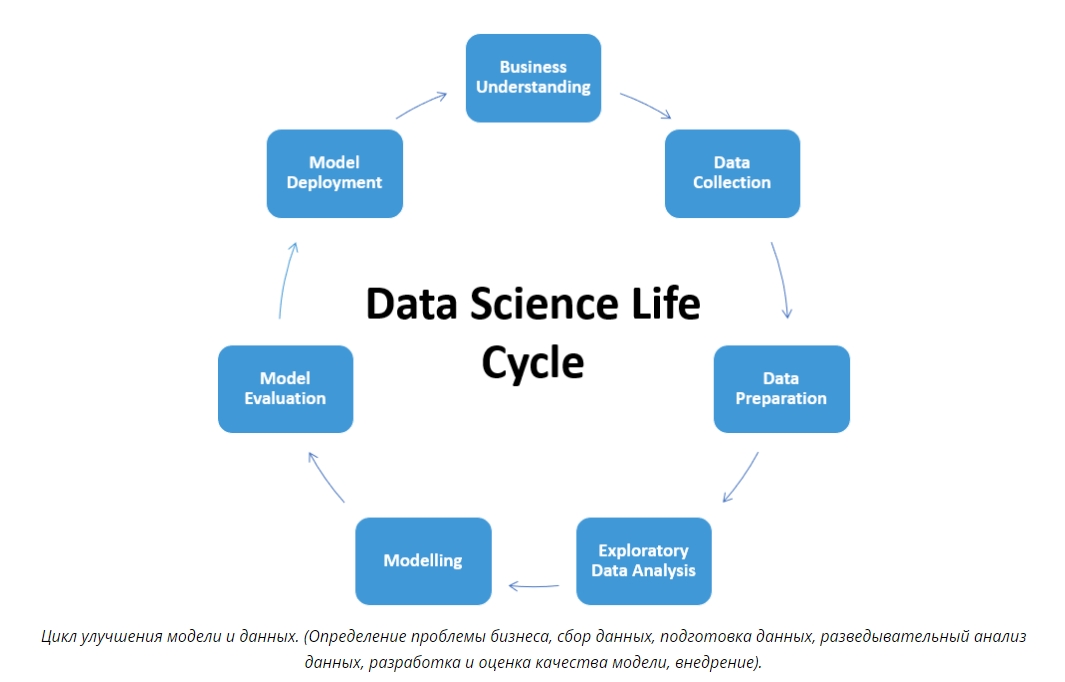 Business
Understanding
Data
Collection
Data
Preparation
Exploratory
Data Analysis
Modelling
Model
Evaluation
Model
Deployment
Data Science Life
Cycle
Цикл улучшения модели и данных. (Определение проблемы бизнеса, сбор данных, подготовка данных, разведывательный анализ
данных, разработка и оценка качества модели, внедрение).